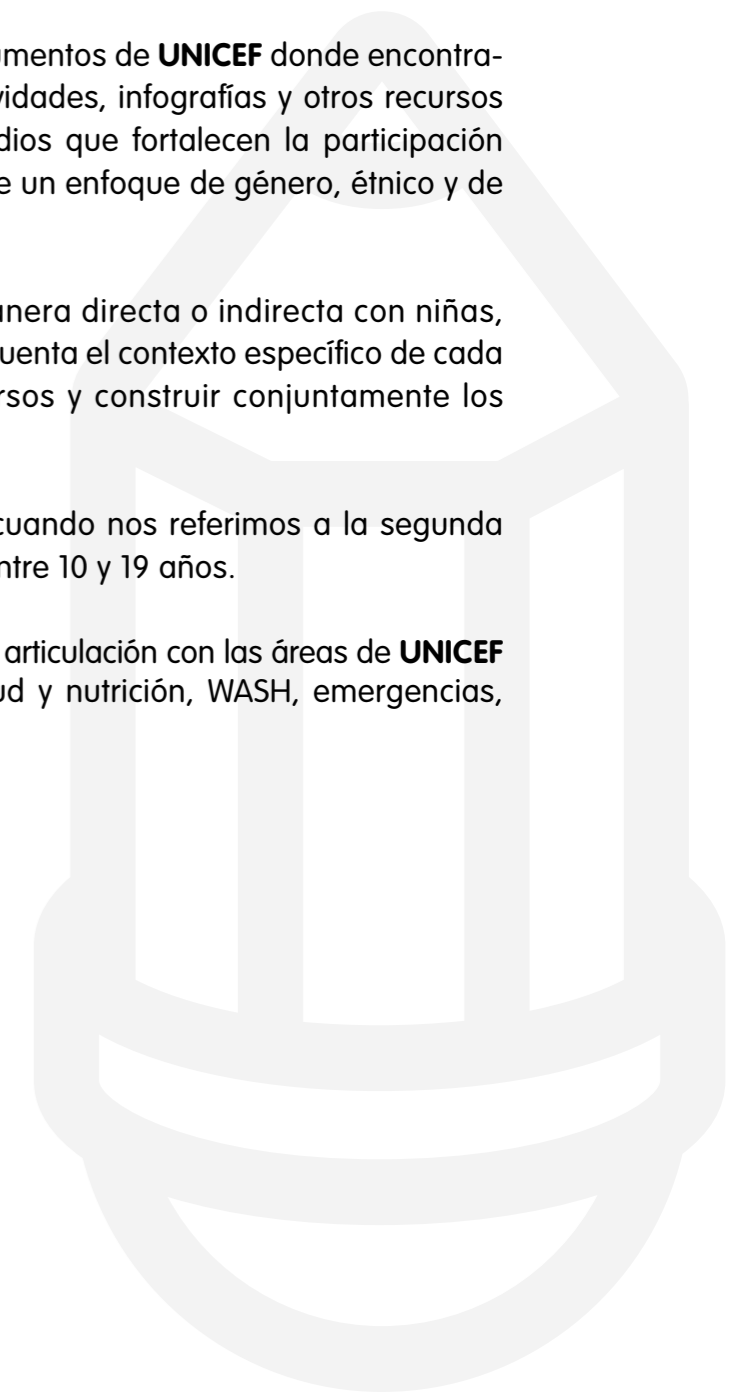 umentos de UNICEF donde encontra-
vidades, infografías y otros recursos
dios que fortalecen la participación
e un enfoque de género, étnico y de
anera directa o indirecta con niñas,
uenta el contexto específico de cada
rsos y construir conjuntamente los
cuando nos referimos a la segunda
ntre 10 y 19 años.
articulación con las áreas de UNICEF
ud y nutrición, WASH, emergencias,